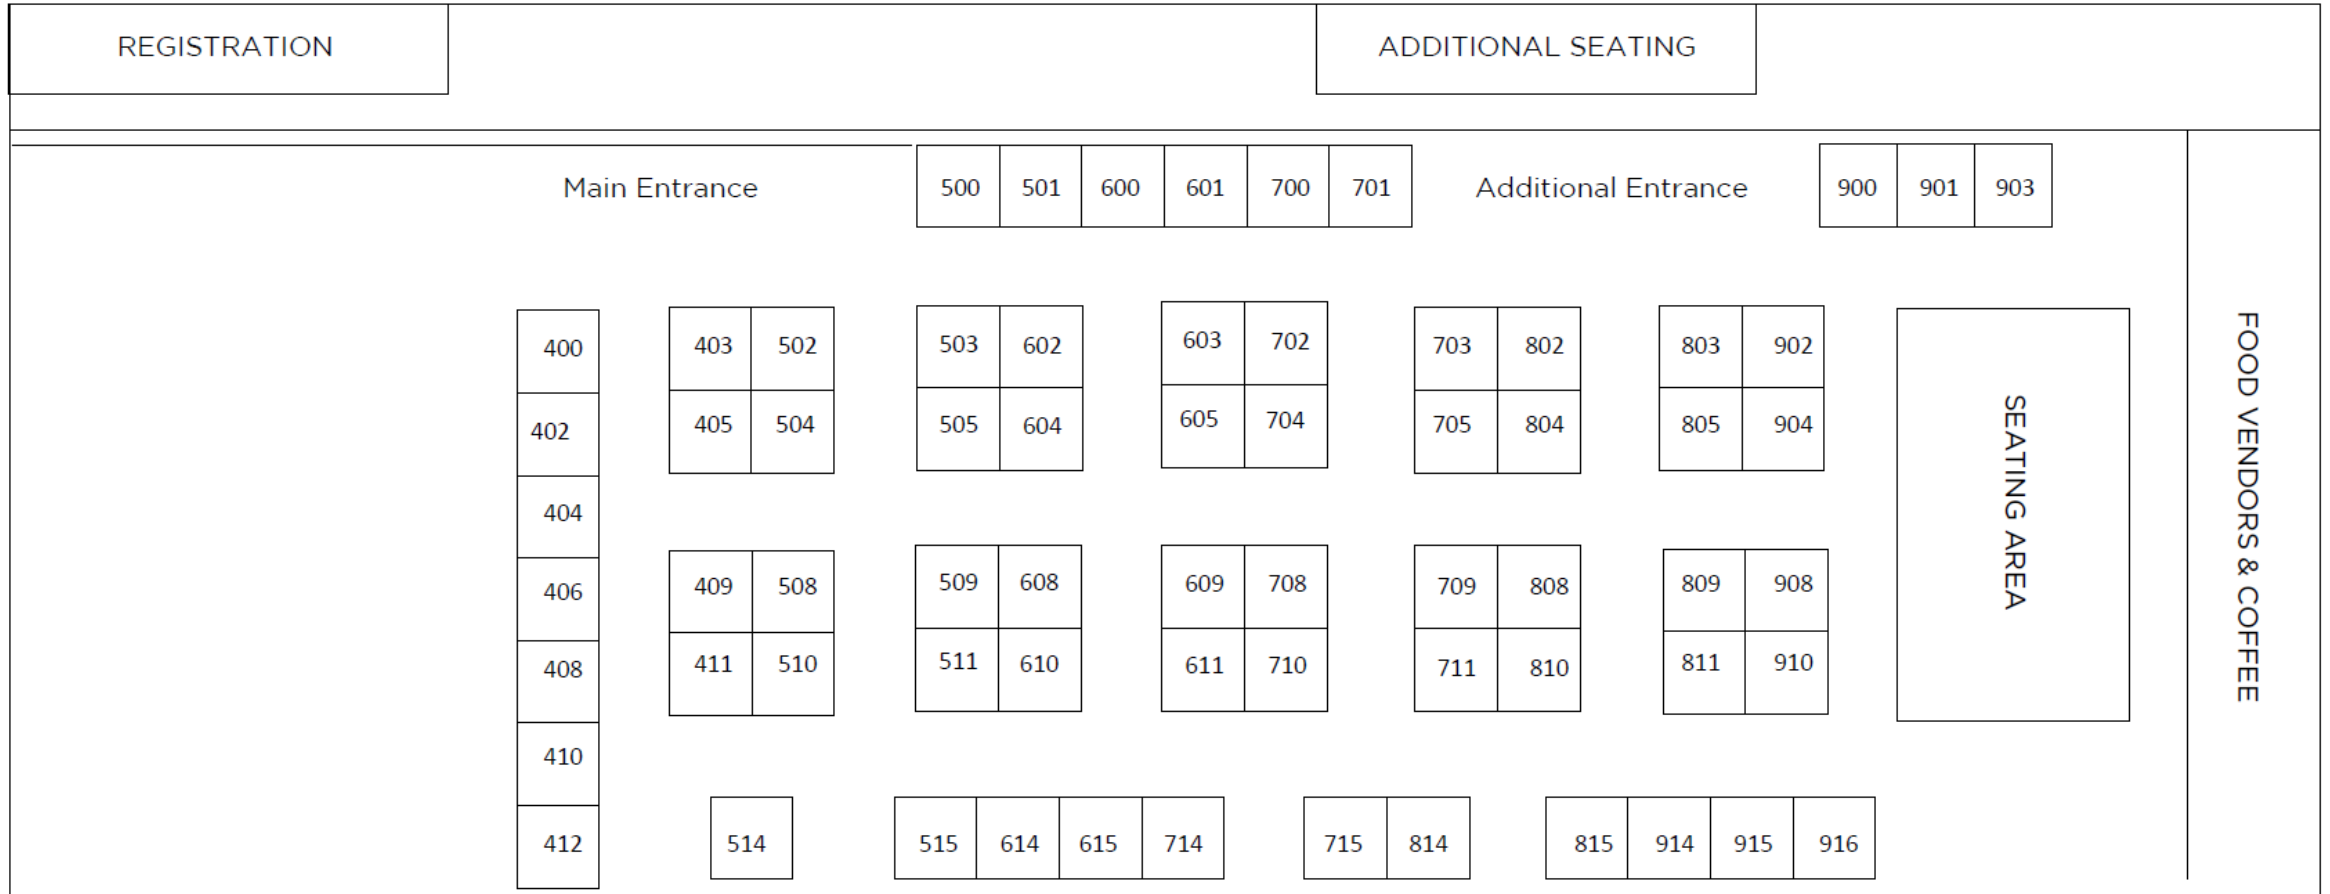 REGISTRATION
ADDITIONAL SEATING
Main Entrance
500 501 600 601 700 701
Additional Entrance
900 901 903
400
402
404
406
408
410
412
403 502
405 504
503 602
505 604
603 702
605 704
703 802
705 804
803 902
805 904
409 508
411 510
509 608
511 610
609 708
611 710
709 808
711 810
809 908
811 910
514
515 614 615 714
715 814
815 914 915 916
SEATING AREA
FOOD VENDORS & COFFEE